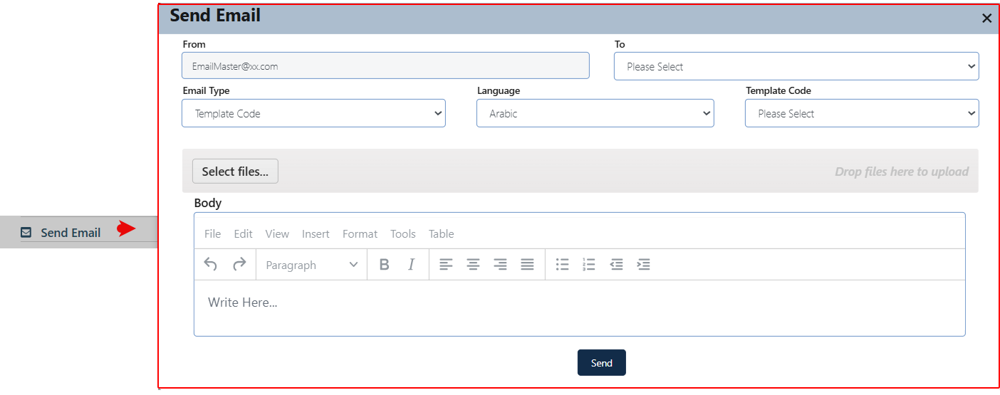 Send Email
From
To
EmailMaster@xx.com
Please Select
Email Type
Language
Template Code
Template Code
Arabic
Please Select
Select files...
Drop files here to upload
Body
Send Email
File Edit View Insert Format Tools Table
Paragraph B I
Write Here...
Send